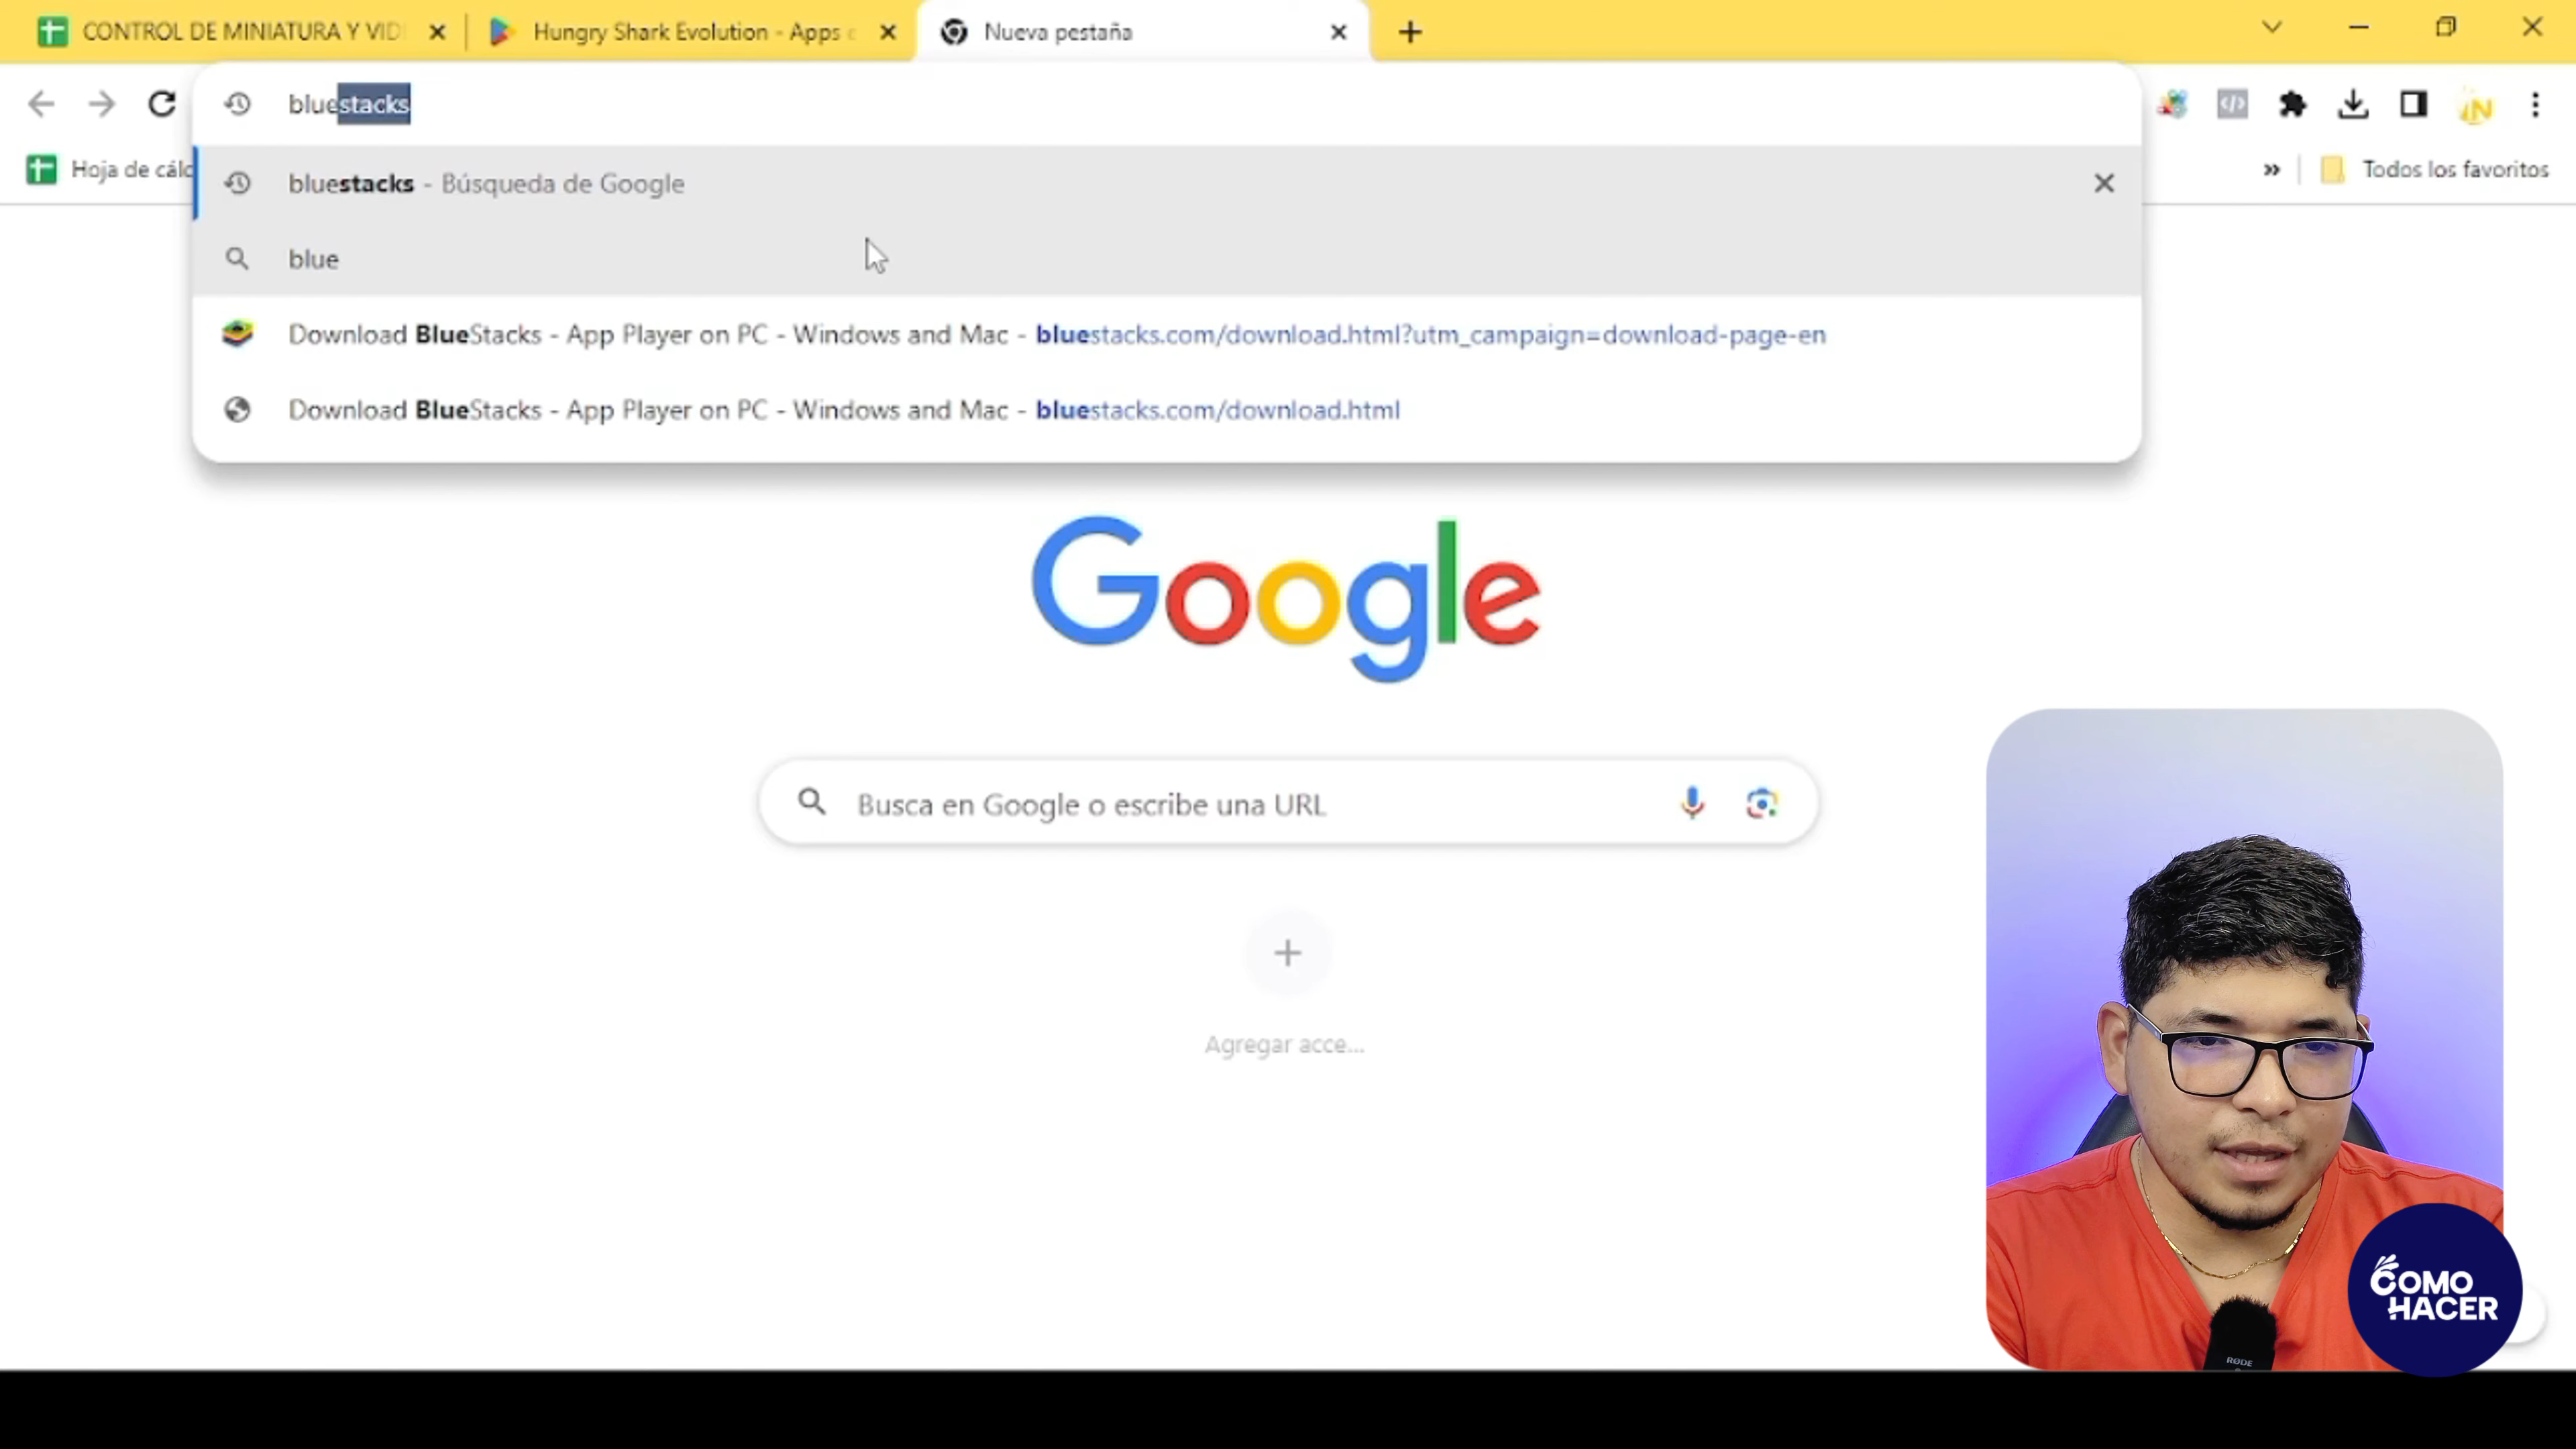 CONTROL DE MINIATURA Y VID
Hungry Shark Evolution - Apps e
Nueva pestaña
bluestacks
Hoja de cálc
Todos los favoritos
bluestacks - Búsqueda de Google
blue
Download BlueStacks - App Player on PC - Windows and Mac - bluestacks.com/download.html?utm_campaign=download-page-en
Download BlueStacks - App Player on PC - Windows and Mac - bluestacks.com/download.html
Google
Busca en Google o escribe una URL
Agregar acce...
COMO
HACER
RØDE